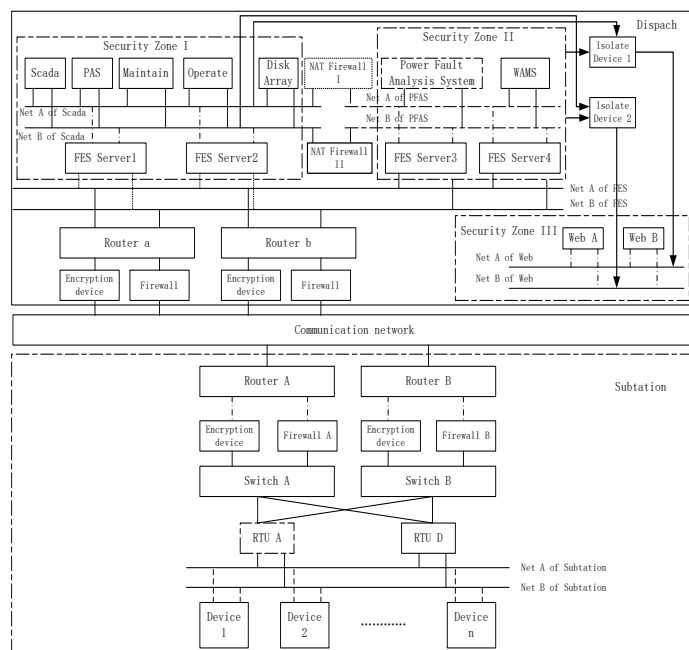 Dispach
Security Zone I
Security Zone II
Scada
PAS
Maintain
Operate
Disk
Array
NAT Firewall
I
Power Fault
Analysis System
WAMS
Isolate
Device 1
Net A of Scada
Net A of PFAS
Isolate
Device 2
Net B of Scada
Net B of PFAS
FES Server1
FES Server2
NAT Firewall
II
FES Server3
FES Server4
Net A of FES
Net B of FES
Router a
Router b
Security Zone III
Web A
Web B
Net A of Web
Net B of Web
Encryption
device
Firewall
Encryption
device
Firewall
Communication network
Router A
Router B
Subtation
Encryption
device
Firewall A
Encryption
device
Firewall B
Switch A
Switch B
RTU A
RTU D
Net A of Subtation
Net B of Subtation
Device
1
Device
2
............
Device
n